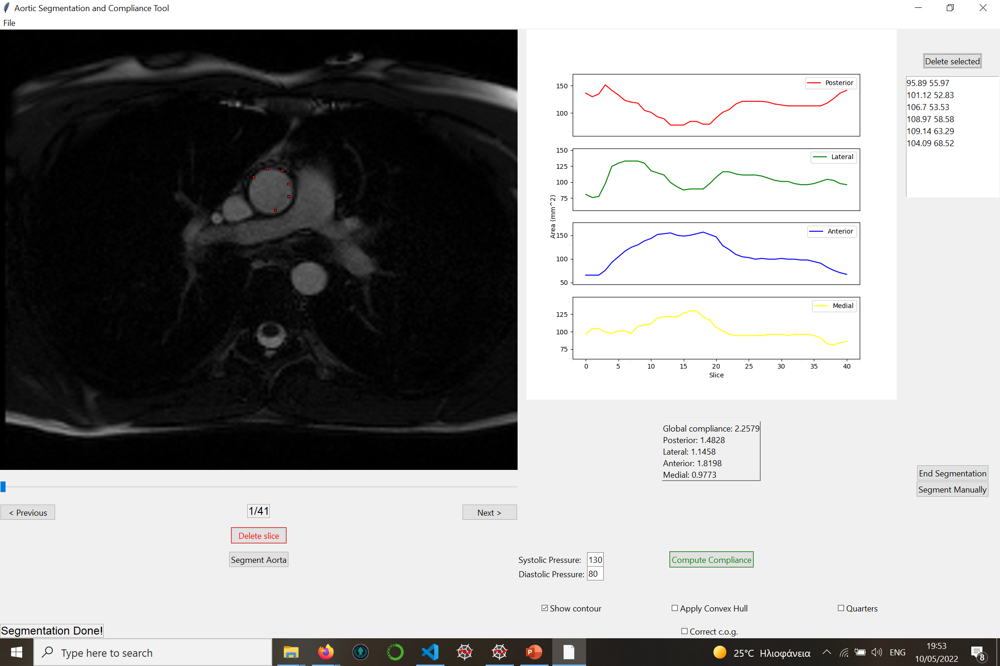 Aortic Segmentation and Compliance Tool
File
Delete selected
95.89 55.97
101.12 52.83
106.7 53.53
108.97 58.58
109.14 63.29
104.09 68.52
Posterior
150
100
Lateral
150
125
100
75
Area (mm^2)
Anterior
150
100
50
Medial
125
100
75
0 5 10 15 20 25 30 35 40
Slice
Global compliance: 2.2579
Posterior: 1.4828
Lateral: 1.1458
Anterior: 1.8198
Medial: 0.9773
End Segmentation
Segment Manually
< Previous
1/41
Next >
Delete slice
Segment Aorta
Systolic Pressure: 130
Diastolic Pressure: 80
Compute Compliance
Show contour
Apply Convex Hull
Quarters
Correct c.o.g.
Segmentation Done!
Type here to search
P
25°C Ηλιοφάνεια
ENG
19:53
10/05/2022
8